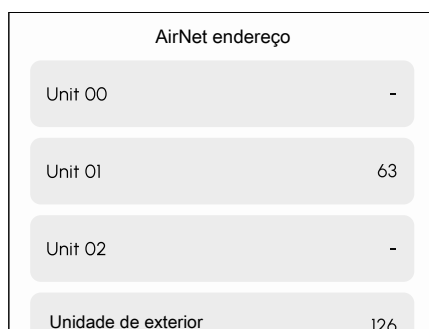 AirNet endereço
Unit 00 -
Unit 01 63
Unit 02 -
Unidade de exterior 126